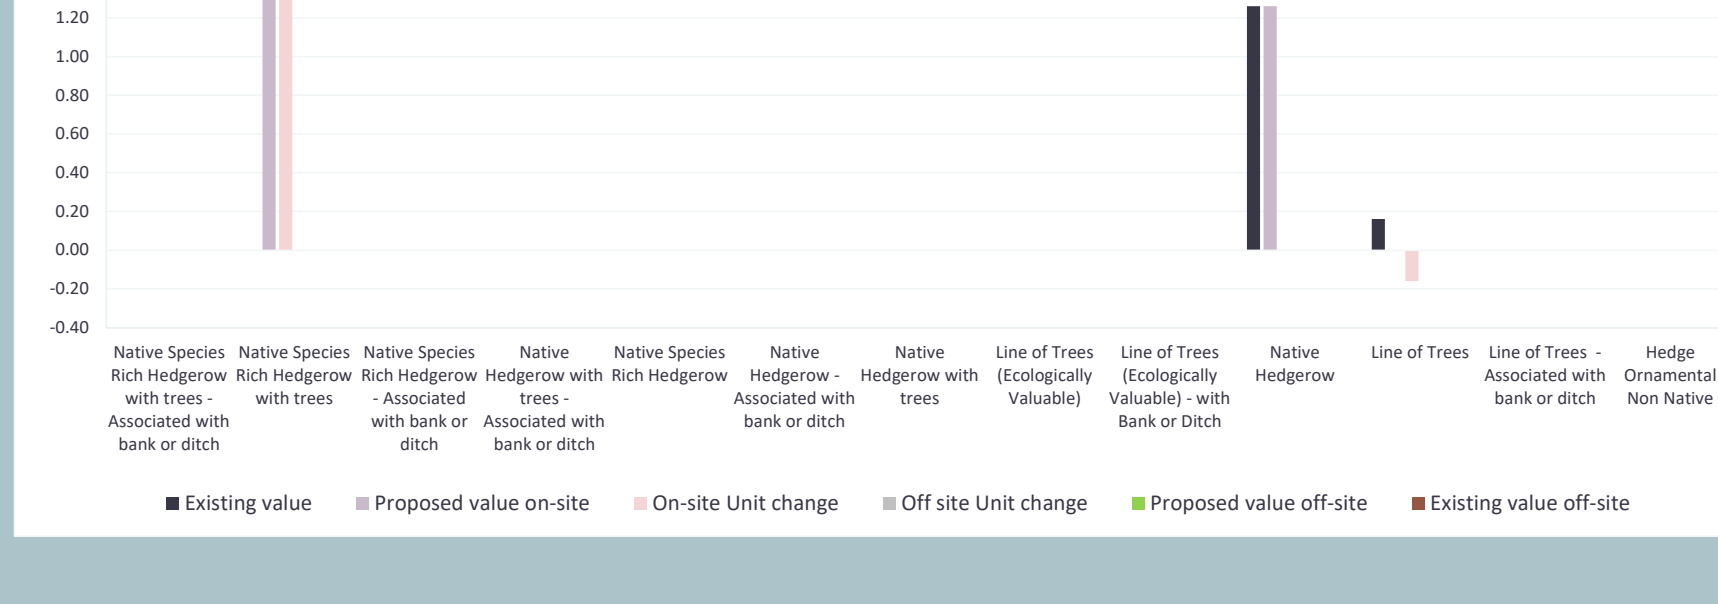 1.20
1.00
0.80
0.60
0.40
0.20
0.00
-0.20
-0.40
Native Species
Rich Hedgerow
with trees -
Associated with
bank or ditch
Native Species
Rich Hedgerow
with trees
Native Species
Rich Hedgerow
- Associated
with bank or
ditch
Native
Hedgerow with
trees -
Associated with
bank or ditch
Native Species
Rich Hedgerow
Native
Hedgerow -
Associated with
bank or ditch
Native
Hedgerow with
trees
Line of Trees
(Ecologically
Valuable)
Line of Trees
(Ecologically
Valuable) - with
Bank or Ditch
Native
Hedgerow
Line of Trees
Line of Trees -
Associated with
bank or ditch
Hedge
Ornamental
Non Native
Existing value
Proposed value on-site
On-site Unit change
Off site Unit change
Proposed value off-site
Existing value off-site